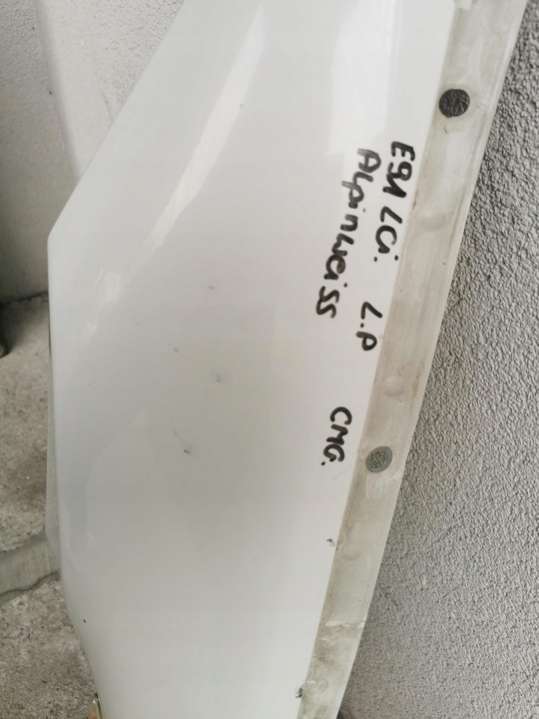 E91 LCi. L.P
Alpinweiss
CMG.